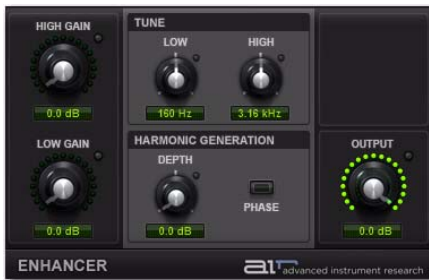 HIGH GAIN
0.0 dB
LOW GAIN
0.0 dB
TUNE
LOW
HIGH
160 Hz
3.16 kHz
HARMONIC GENERATION
DEPTH
0.0 dB
PHASE
OUTPUT
0.0 dB
ENHANCER
air advanced instrument research